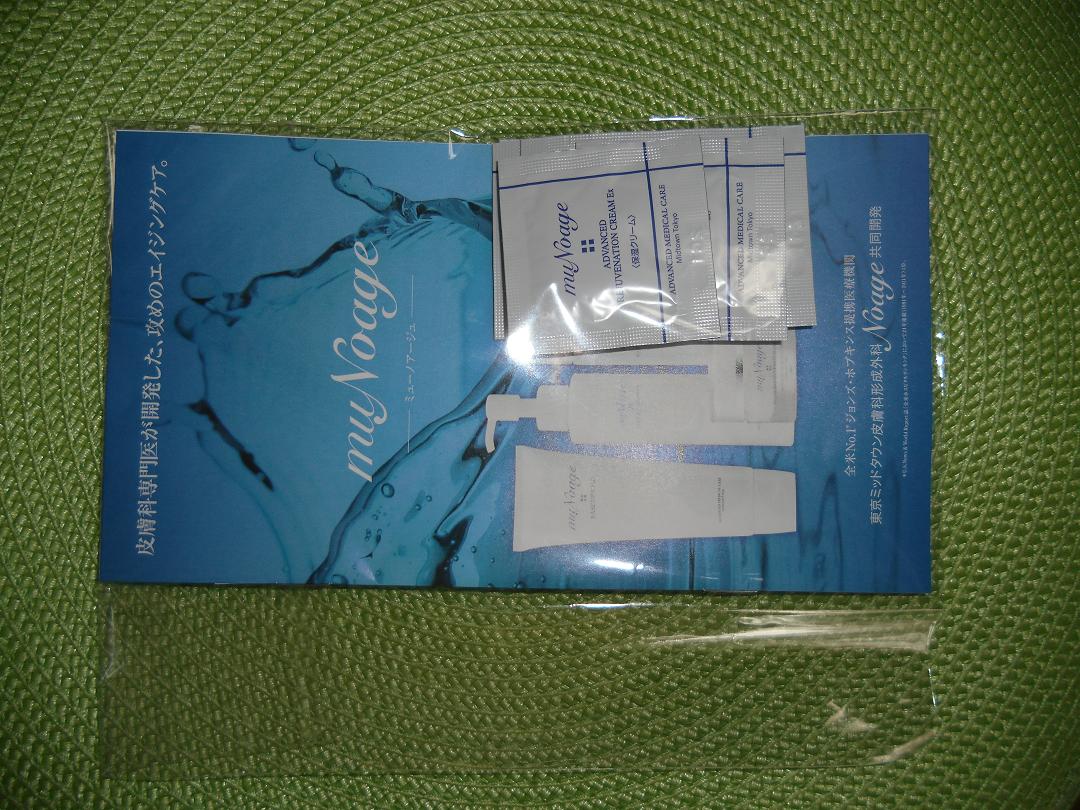 皮膚科専門医が開発した、攻めのエイジングケア。
muNoage
ミューノアージュ
muNoage
ADVANCED
REJUVENATION CREAM Ex
〈保湿クリーム〉
ADVANCED MEDICAL CARE
Midtown Tokyo
ADVANCED MEDICAL CARE
Midtown Tokyo
muNoage
muNoage
全米No.1※ジョンズ・ホプキンス提携医療機関
東京ミッドタウン皮膚科形成外科 Noage 共同開発